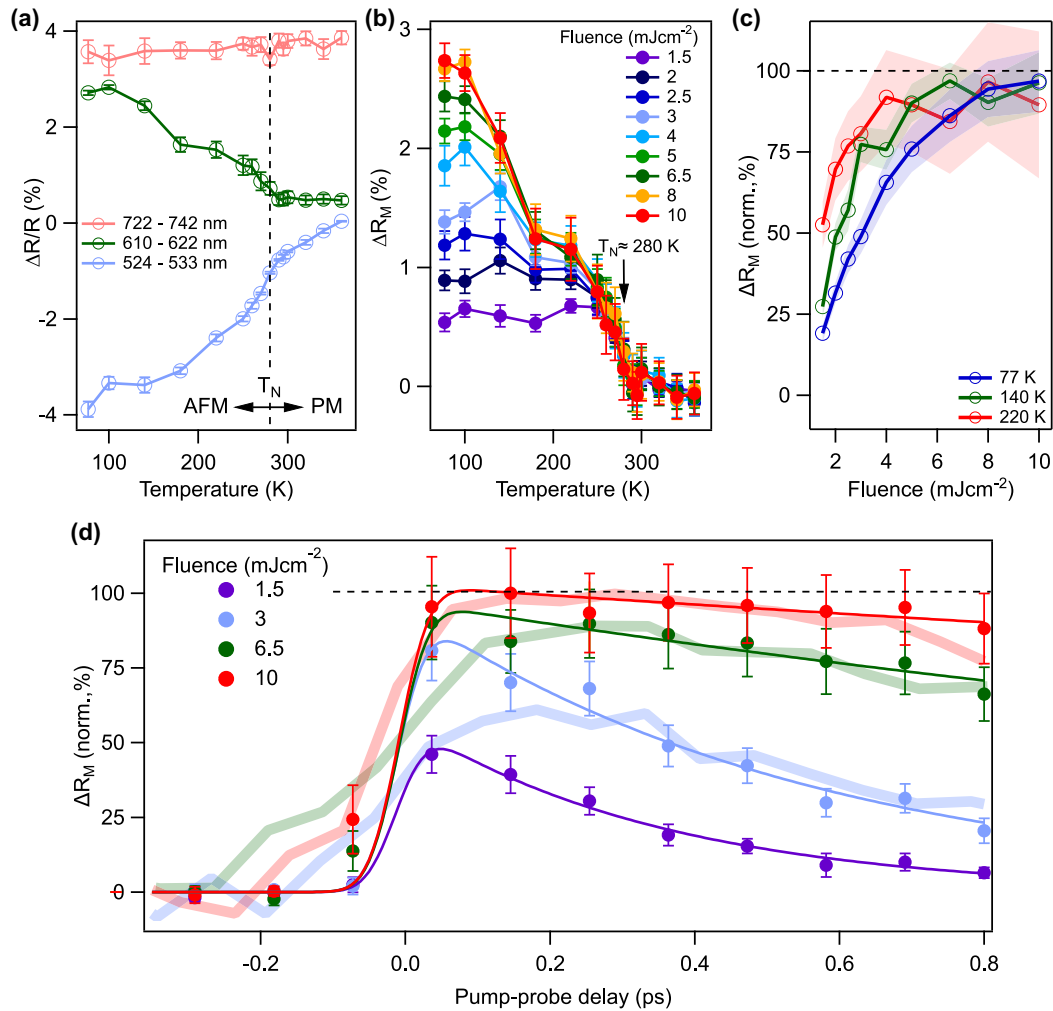 (a)
4
2
0
-2
-4
ΔR/R (%)
722 - 742 nm
610 - 622 nm
524 - 533 nm
T_N
AFM
PM
100
200
300
Temperature (K)
(b)
3
2
1
0
ΔR_M (%)
Fluence (mJcm⁻²)
1.5
2
2.5
3
4
5
6.5
8
10
T_N≈ 280 K
100
200
300
Temperature (K)
(c)
100
75
50
25
0
ΔR_M (norm.,%)
77 K
140 K
220 K
2
4
6
8
10
Fluence (mJcm⁻²)
(d)
Fluence (mJcm⁻²)
1.5
3
6.5
10
100
75
50
25
0
ΔR_M (norm.,%)
-0.2
0.0
0.2
0.4
0.6
0.8
Pump-probe delay (ps)